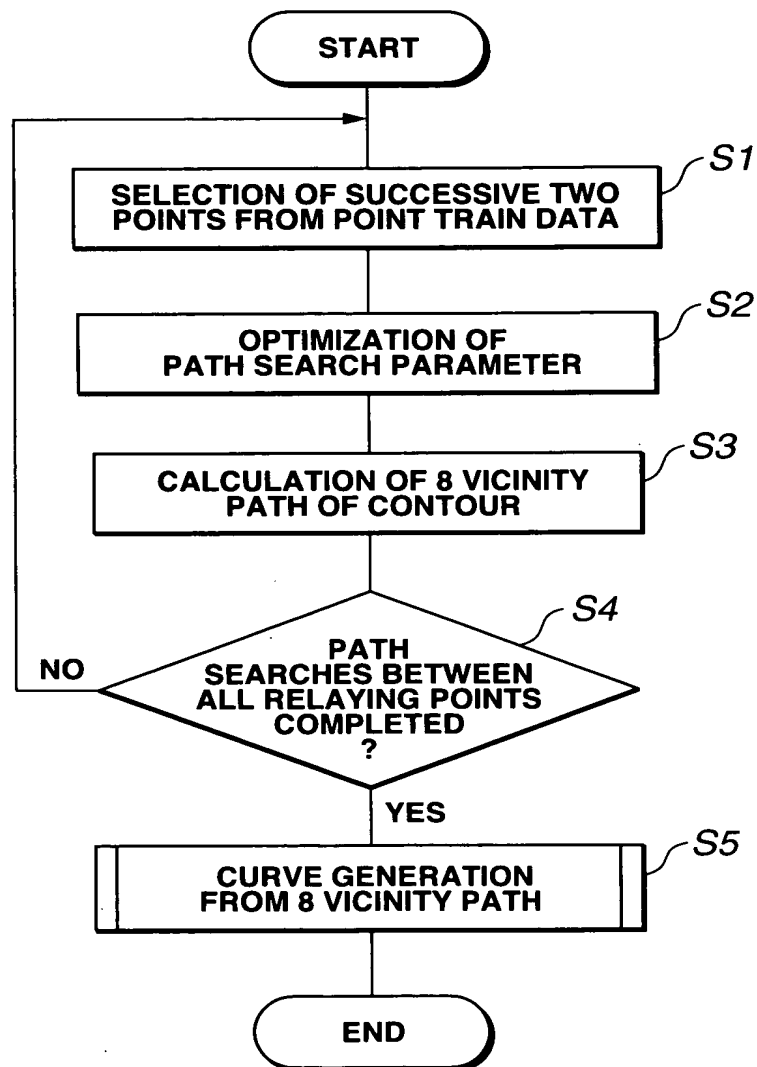 START
S1
SELECTION OF SUCCESSIVE TWO
POINTS FROM POINT TRAIN DATA
S2
OPTIMIZATION OF
PATH SEARCH PARAMETER
S3
CALCULATION OF 8 VICINITY
PATH OF CONTOUR
S4
PATH
SEARCHES BETWEEN
ALL RELAYING POINTS
COMPLETED
?
NO
YES
S5
CURVE GENERATION
FROM 8 VICINITY PATH
END